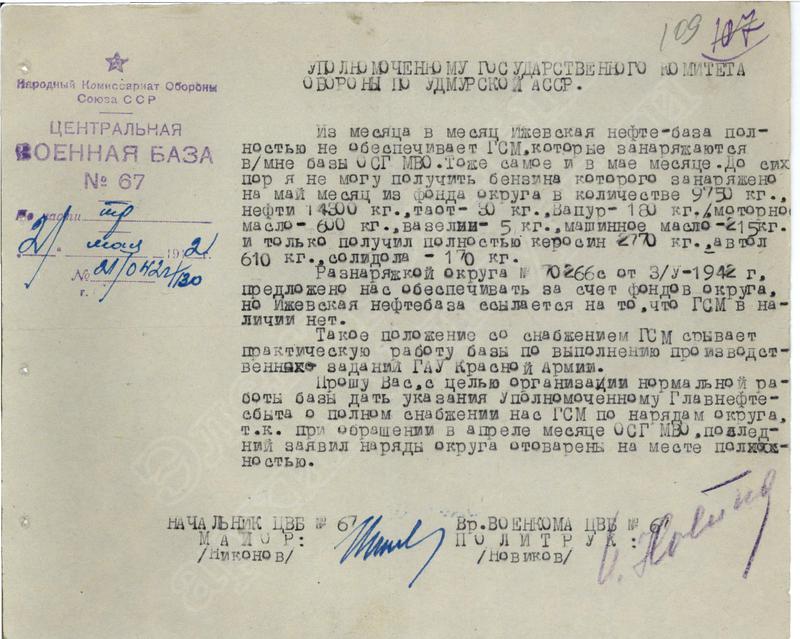 109 107
Народный Комиссариат Обороны
Союза ССР
ЦЕНТРАЛЬНАЯ
ВОЕННАЯ БАЗА
№ 67
По части
21 мая 1942
№
г.
УПОЛНОМОЧЕННОМУ ГОСУДАРСТВЕННОГО КОМИТЕТА
ОБОРОНЫ ПО УДМУРСКОЙ АССР.
Из месяца в месяц Ижевская нефте-база пол-
ностью не обеспечивает ГСМ,которые занаряжаются
в/мне базы ОСГ МВО.Тоже самое и в мае месяце.До сих
пор я не могу получить бензина которого занаряжено
на май месяц из фонда округа в количестве 9750 кг.,
нефти 14300 кг.,таот-30 кг.,Вапур-180 кг./моторное
масло-600 кг.,вазелин-5 кг.,машинное масло-215кг.
и только получил полностью керосин 2770 кг.,автол
610 кг.,солидола -170 кг.
Разнаряжкой округа № 70266с от 3/У-1942 г,
предложено нас обеспечивать за счет фондов округа,
но Ижевская нефтебаза ссылается на то,что ГСМ в на-
личии нет.
Такое положение со снабжением ГСМ срывает
практическую работу базы по выполнению производст-
венных заданий ГАУ Красной Армии.
Прошу Вас,с целью организации нормальной ра-
боты базы дать указания Уполномоченному Главнефте-
сбыта о полном снабжении нас ГСМ по нарядам округа,
т.к. при обращении в апреле месяце ОСГ МВО,послед-
ний заявил наряды округа отоварены на месте полно-
ностью.
НАЧАЛЬНИК ЦВБ № 67
МАЙОР:
/Никонов/
Вр.ВОЕНКОМА ЦВБ № 67
ПОЛИТРУК:
/Новиков/